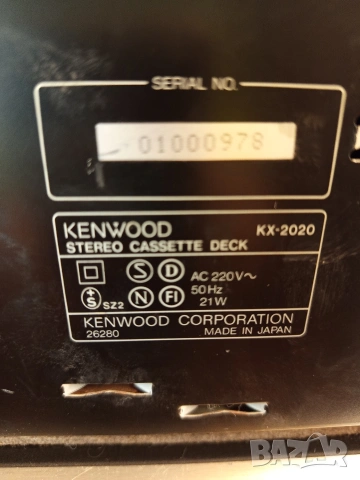 SERIAL NO.
01000978
KENWOOD KX-2020
STEREO CASSETTE DECK
S D AC 220V~
50Hz
+S SZ2 N FI 21W
KENWOOD CORPORATION
26280 MADE IN JAPAN
BAZAR.bg